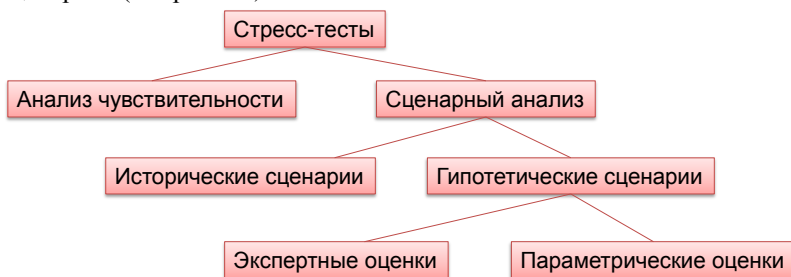 Стресс-тесты
Анализ чувствительности
Сценарный анализ
Исторические сценарии
Гипотетические сценарии
Экспертные оценки
Параметрические оценки